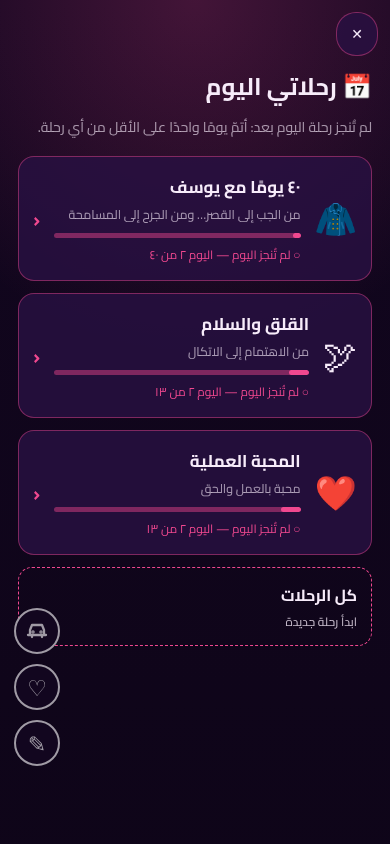 رحلاتي اليوم
لم تُنجز رحلة اليوم بعد: أتمّ يومًا واحدًا على الأقل من أي رحلة.
٤٠ يومًا مع يوسف
من الجب إلى القصر... ومن الجرح إلى المسامحة
○ لم تُنجز اليوم — اليوم ٢ من ٤٠
القلق والسلام
من الاهتمام إلى الاتكال
○ لم تُنجز اليوم — اليوم ٢ من ١٣
المحبة العملية
محبة بالعمل والحق
○ لم تُنجز اليوم — اليوم ٢ من ١٣
كل الرحلات
ابدأ رحلة جديدة